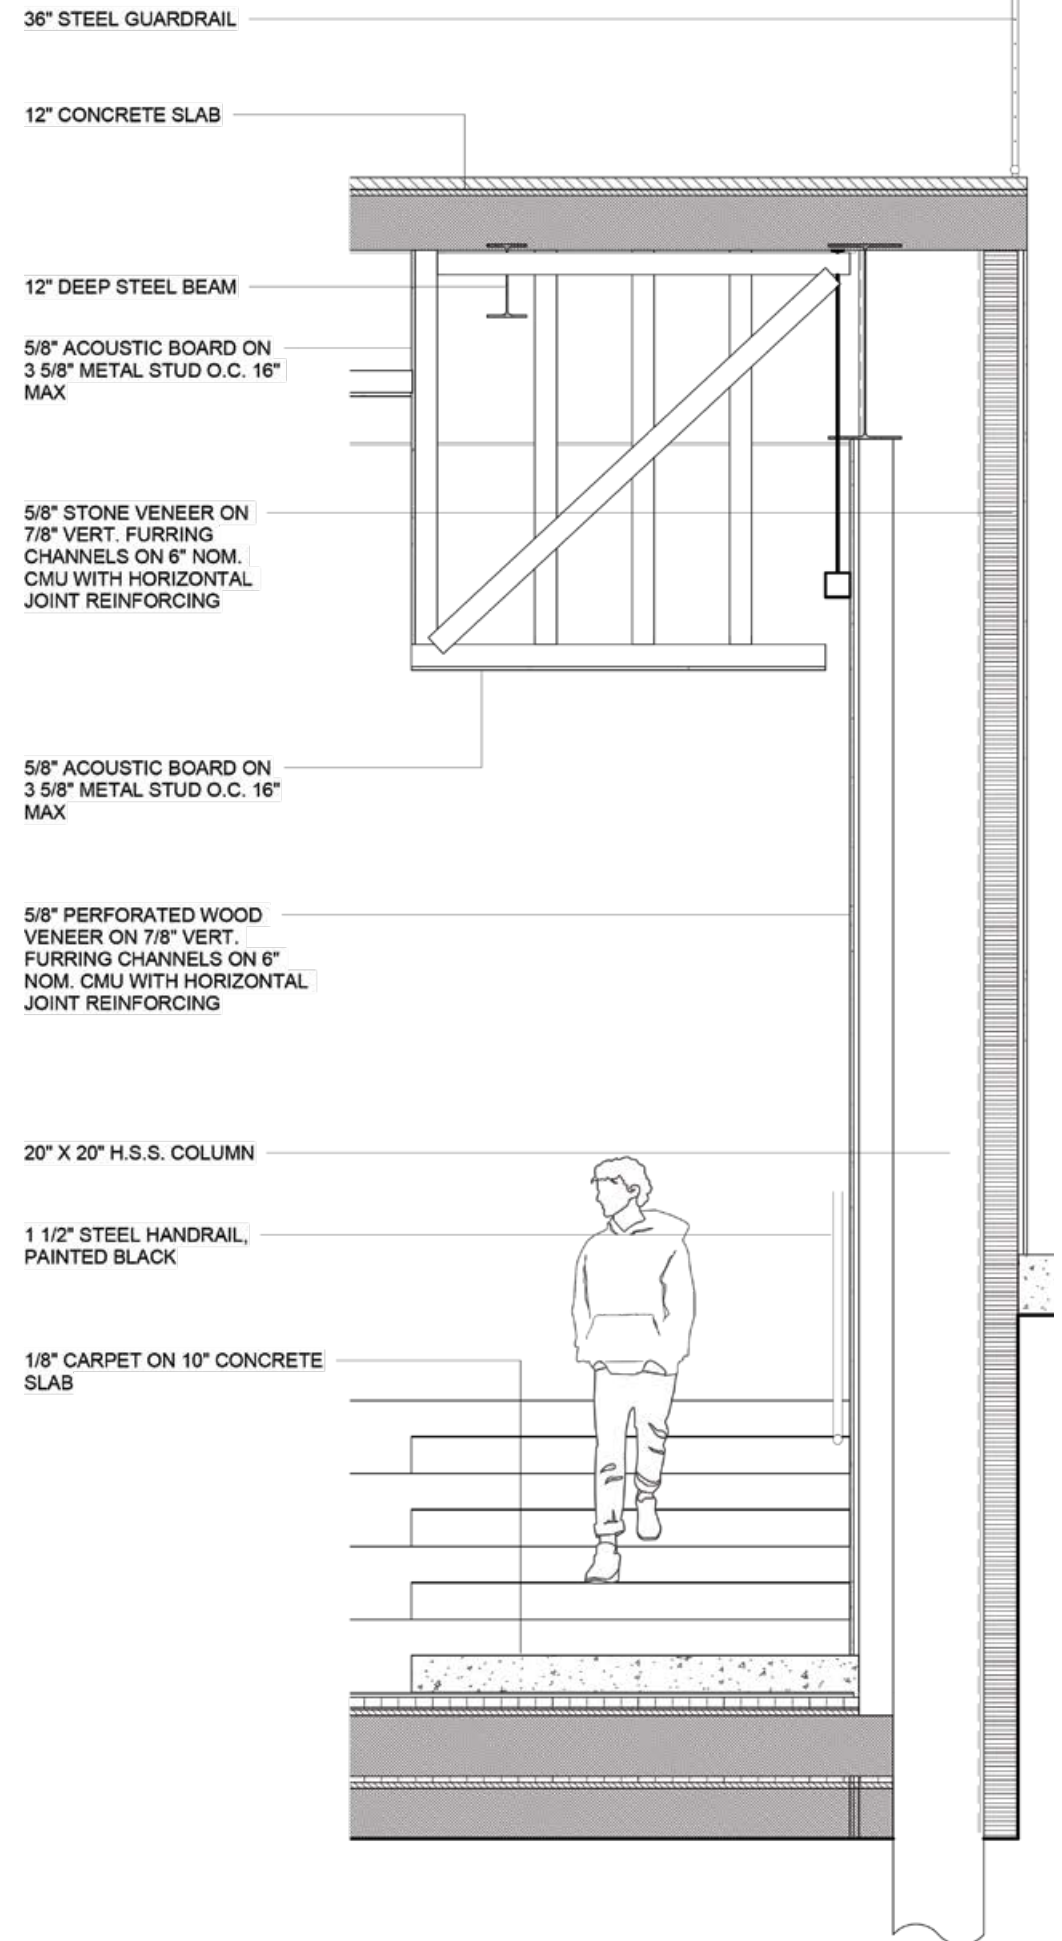 36" STEEL GUARDRAIL
12" CONCRETE SLAB
12" DEEP STEEL BEAM
5/8" ACOUSTIC BOARD ON
3 5/8" METAL STUD O.C. 16"
MAX
5/8" STONE VENEER ON
7/8" VERT. FURRING
CHANNELS ON 6" NOM.
CMU WITH HORIZONTAL
JOINT REINFORCING
5/8" ACOUSTIC BOARD ON
3 5/8" METAL STUD O.C. 16"
MAX
5/8" PERFORATED WOOD
VENEER ON 7/8" VERT.
FURRING CHANNELS ON 6"
NOM. CMU WITH HORIZONTAL
JOINT REINFORCING
20" X 20" H.S.S. COLUMN
1 1/2" STEEL HANDRAIL,
PAINTED BLACK
1/8" CARPET ON 10" CONCRETE
SLAB